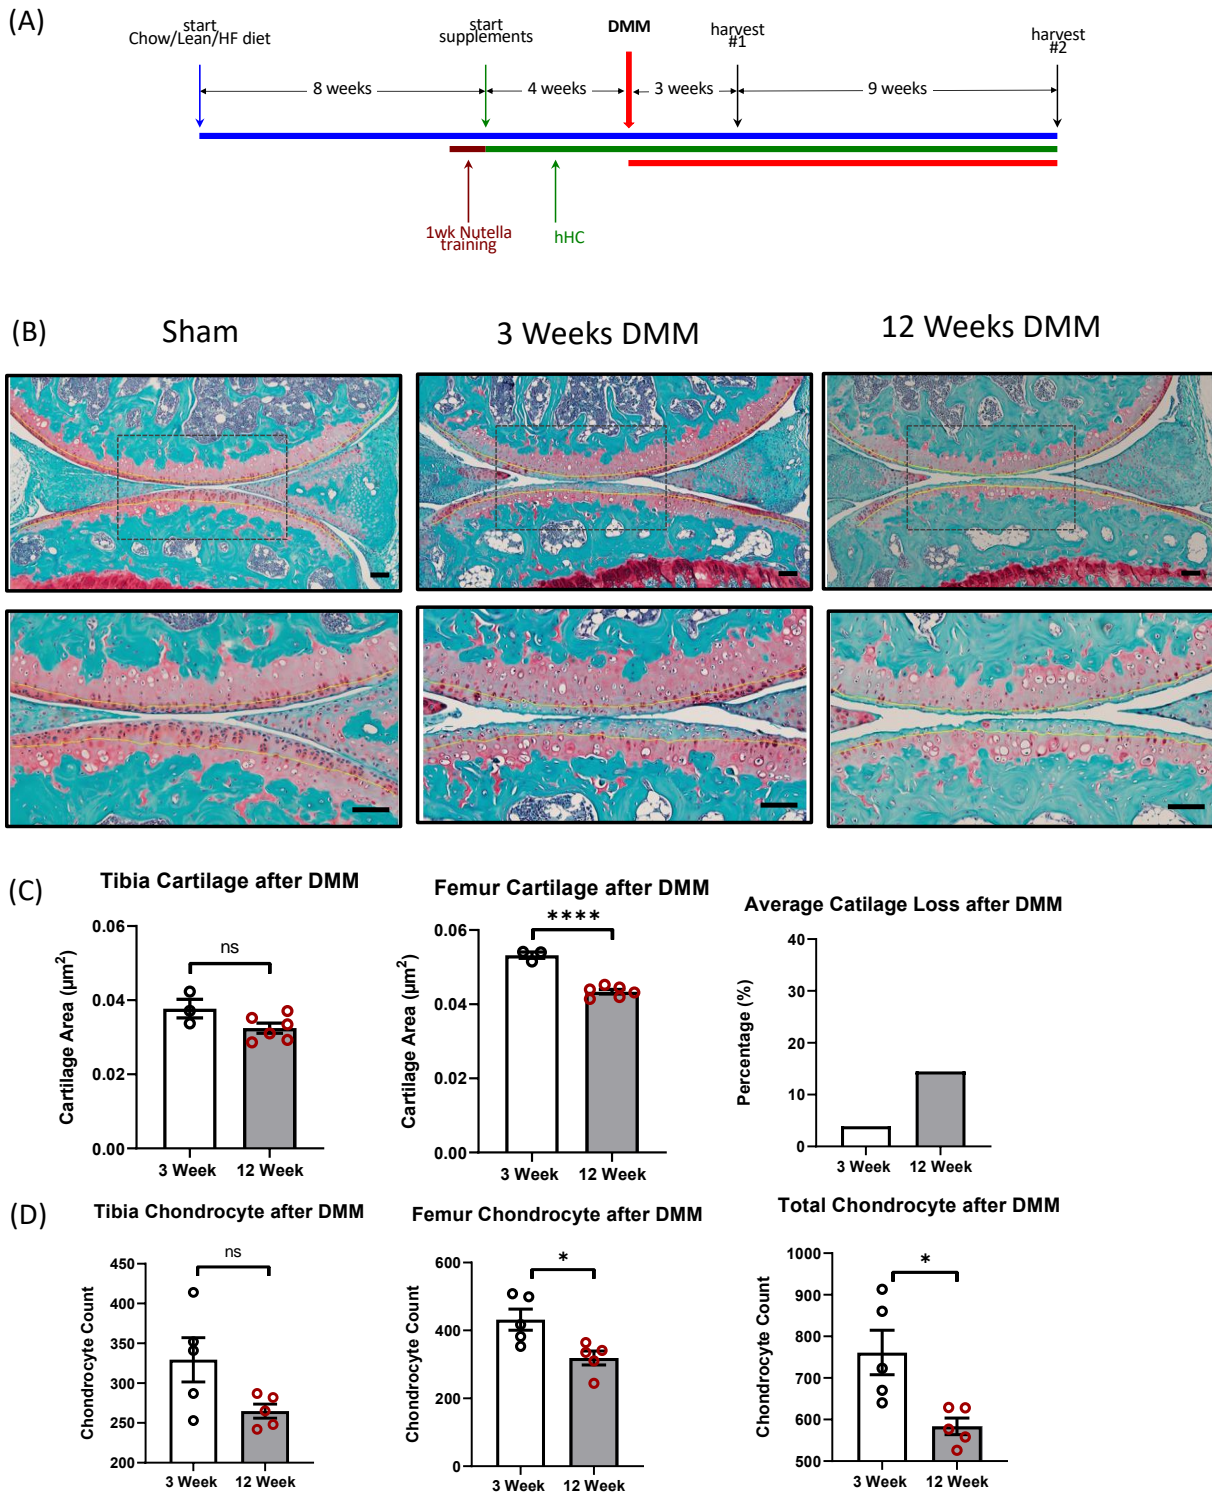 (A)
start
Chow/Lean/HF diet
start
supplements
DMM
harvest
#1
harvest
#2
8 weeks
4 weeks
3 weeks
9 weeks
1wk Nutella
training
hHC
(B)
Sham
3 Weeks DMM
12 Weeks DMM
(C)
Tibia Cartilage after DMM
Cartilage Area (µm²)
0.06
0.04
0.02
0.00
ns
3 Week
12 Week
Femur Cartilage after DMM
Cartilage Area (µm²)
0.06
0.04
0.02
0.00
****
3 Week
12 Week
Average Catilage Loss after DMM
Percentage (%)
40
30
20
10
0
3 Week
12 Week
(D)
Tibia Chondrocyte after DMM
Chondrocyte Count
450
400
350
300
250
200
ns
3 Week
12 Week
Femur Chondrocyte after DMM
Chondrocyte Count
600
400
200
0
*
3 Week
12 Week
Total Chondrocyte after DMM
Chondrocyte Count
1000
900
800
700
600
500
*
3 Week
12 Week